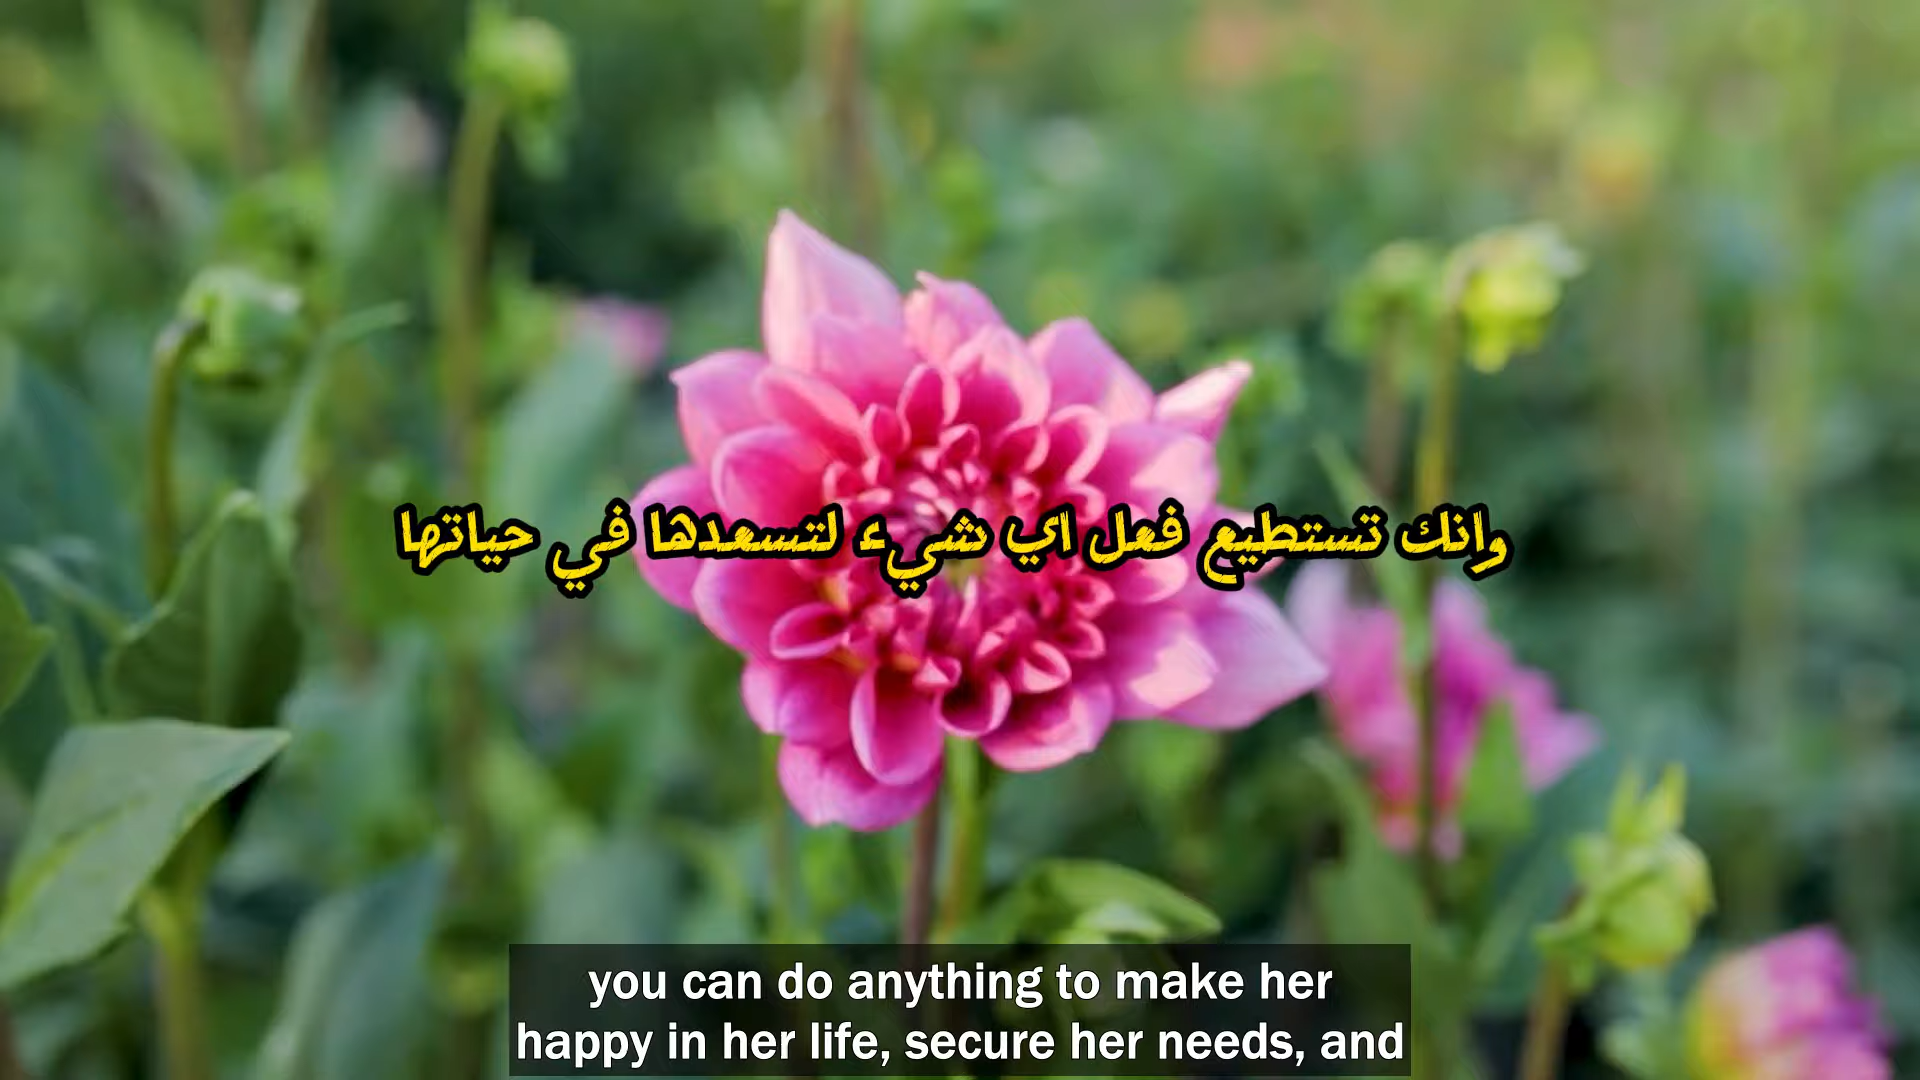 وانك تستطيع فعل اي شيء لتسعدها في حياتها
you can do anything to make her
happy in her life, secure her needs, and